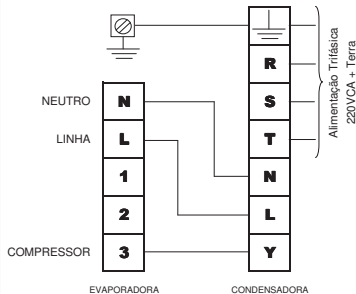 R
S
T
N
L
Y
Alimentação Trifásica
220VCA + Terra
NEUTRO
LINHA
COMPRESSOR
N
L
1
2
3
EVAPORADORA
CONDENSADORA